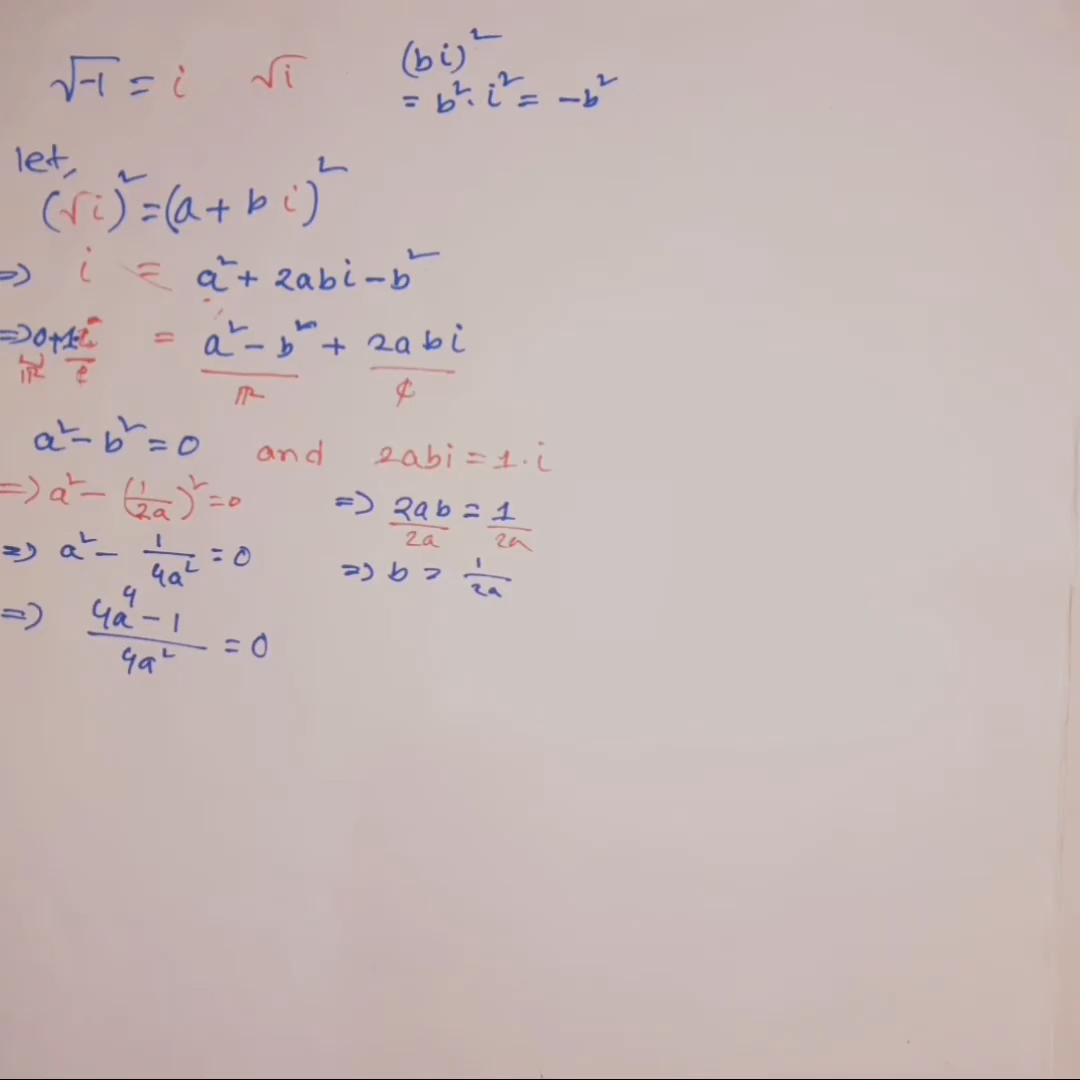 √-1 = i √i (bi)²
= b². i² = -b²
let,
(√i)² = (a + bi)²
=> i = a² + 2abi - b²
=> 0+1·i = a² - b² + 2abi
ℝ ¢ ℝ ¢
a² - b² = 0 and 2abi = 1.i
=> a² - (1/2a)² = 0 => 2ab/2a = 1/2a
=> a² - 1/4a² = 0 => b = 1/2a
=> 4a⁴ - 1/4a² = 0